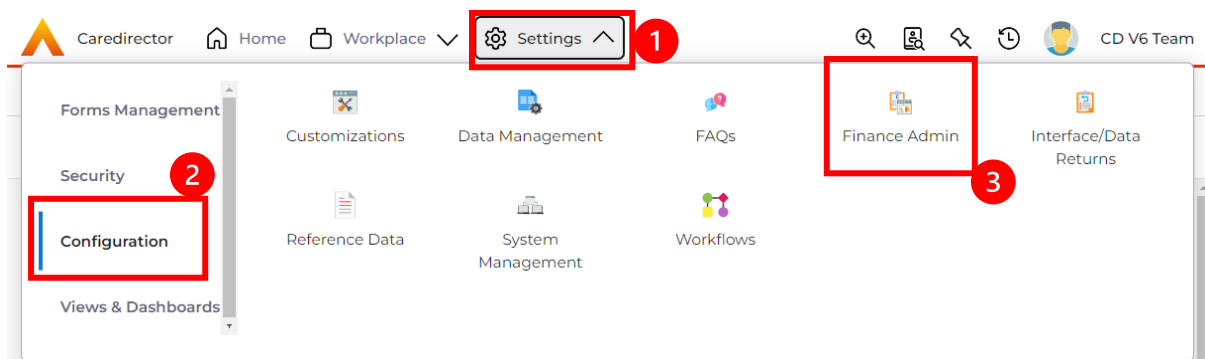 Caredirector Home Workplace Settings 1 CD V6 Team
Forms Management
Customizations Data Management FAQs Finance Admin Interface/Data
Returns
Security 2 3
Configuration
Reference Data System
Management Workflows
Views & Dashboards